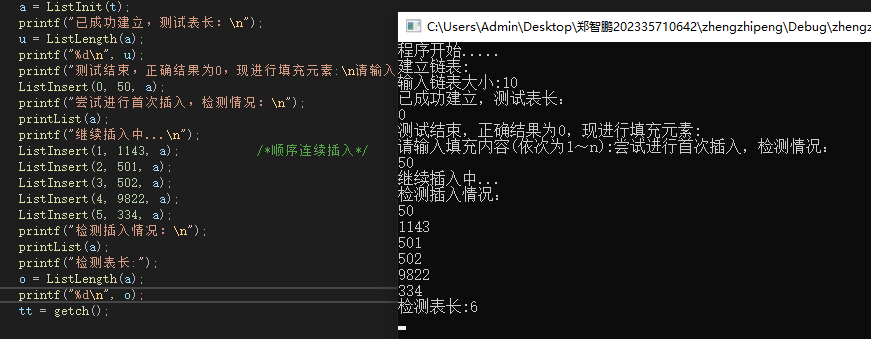 a = ListInit(t);
printf("已成功建立，测试表长：\n");
u = ListLength(a);
printf("%d\n", u);
printf("测试结束，正确结果为0，现进行填充元素:\n请输入
ListInsert(0, 50, a);
printf("尝试进行首次插入，检测情况：\n");
printList(a);
printf("继续插入中...\n");
ListInsert(1, 1143, a); /*顺序连续插入*/
ListInsert(2, 501, a);
ListInsert(3, 502, a);
ListInsert(4, 9822, a);
ListInsert(5, 334, a);
printf("检测插入情况：\n");
printList(a);
printf("检测表长:");
o = ListLength(a);
printf("%d\n", o);
tt = getch();
C:\Users\Admin\Desktop\郑智鹏202335710642\zhengzhipeng\Debug\zhengz
程序开始.....
建立链表:
输入链表大小:10
已成功建立，测试表长：
0
测试结束，正确结果为0，现进行填充元素:
请输入填充内容(依次为1～n):尝试进行首次插入，检测情况：
50
继续插入中...
检测插入情况：
50
1143
501
502
9822
334
检测表长:6